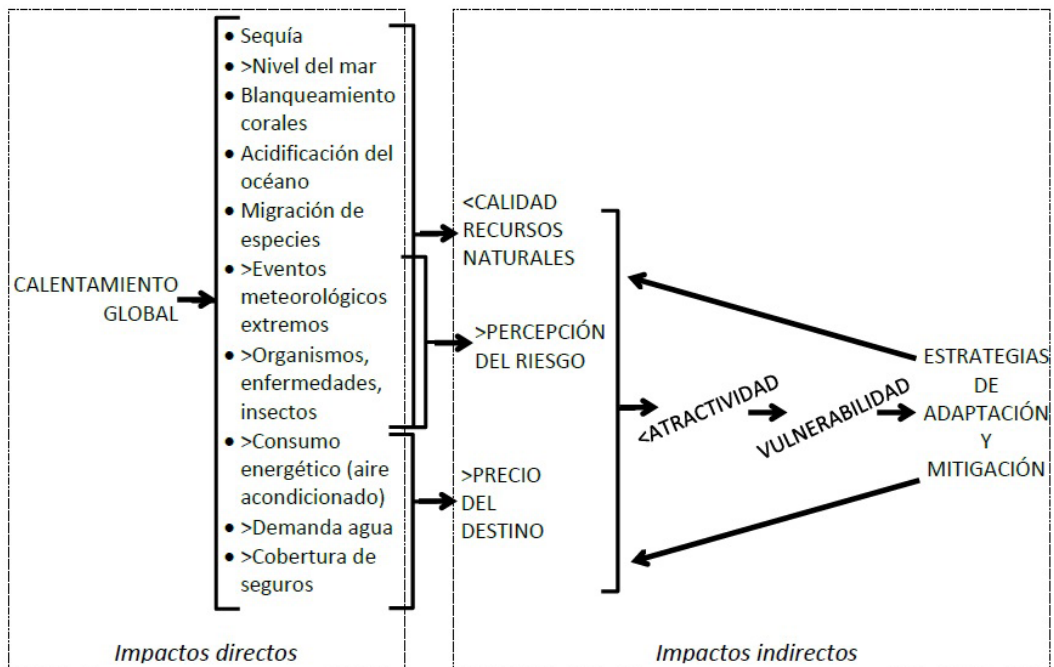 CALENTAMIENTO
GLOBAL
• Sequía
• >Nivel del mar
• Blanqueamiento
corales
• Acidificación del
océano
• Migración de
especies
• >Eventos
meteorológicos
extremos
• >Organismos,
enfermedades,
insectos
• >Consumo
energético (aire
acondicionado)
• >Demanda agua
• >Cobertura de
seguros
Impactos directos
<CALIDAD
RECURSOS
NATURALES
>PERCEPCIÓN
DEL RIESGO
>PRECIO
DEL
DESTINO
<ATRACTIVIDAD
VULNERABILIDAD
ESTRATEGIAS
DE
ADAPTACIÓN
Y
MITIGACIÓN
Impactos indirectos